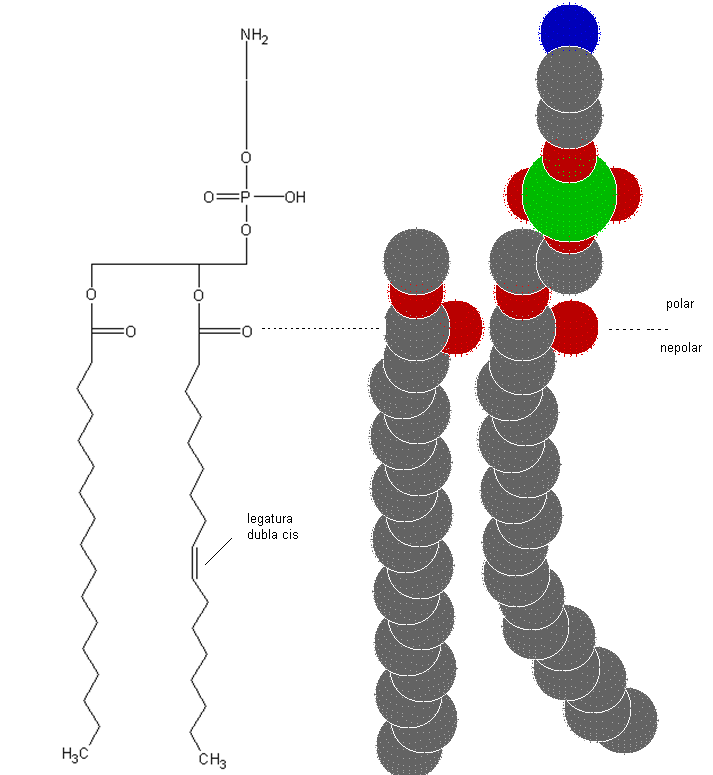 NH2
O
O P OH
O
O O
O O
polar
nepolar
legatura
dubla cis
H3C
CH3